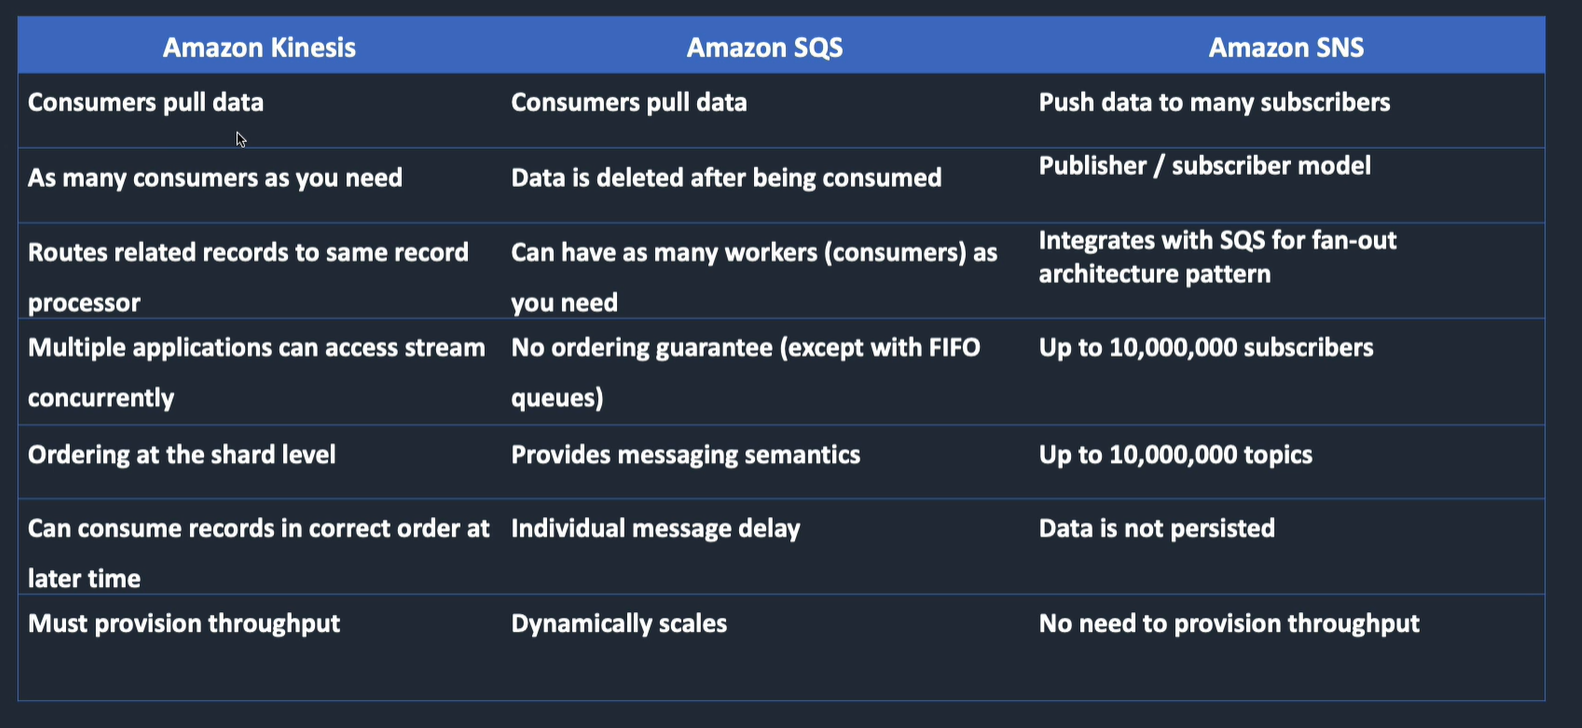 Amazon Kinesis
Amazon SQS
Amazon SNS
Consumers pull data
Consumers pull data
Push data to many subscribers
As many consumers as you need
Data is deleted after being consumed
Publisher / subscriber model
Routes related records to same record
processor
Can have as many workers (consumers) as
you need
Integrates with SQS for fan-out
architecture pattern
Multiple applications can access stream
concurrently
No ordering guarantee (except with FIFO
queues)
Up to 10,000,000 subscribers
Ordering at the shard level
Provides messaging semantics
Up to 10,000,000 topics
Can consume records in correct order at
later time
Individual message delay
Data is not persisted
Must provision throughput
Dynamically scales
No need to provision throughput